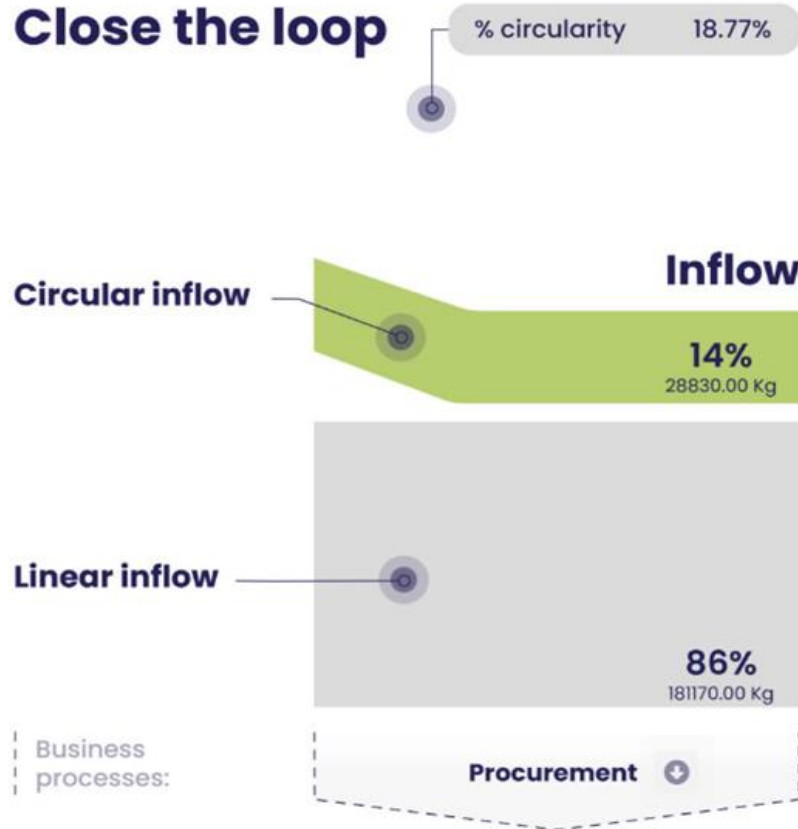 Close the loop
% circularity 18.77%
Inflow
Circular inflow
14%
28830.00 Kg
Linear inflow
86%
181170.00 Kg
Business
processes:
Procurement